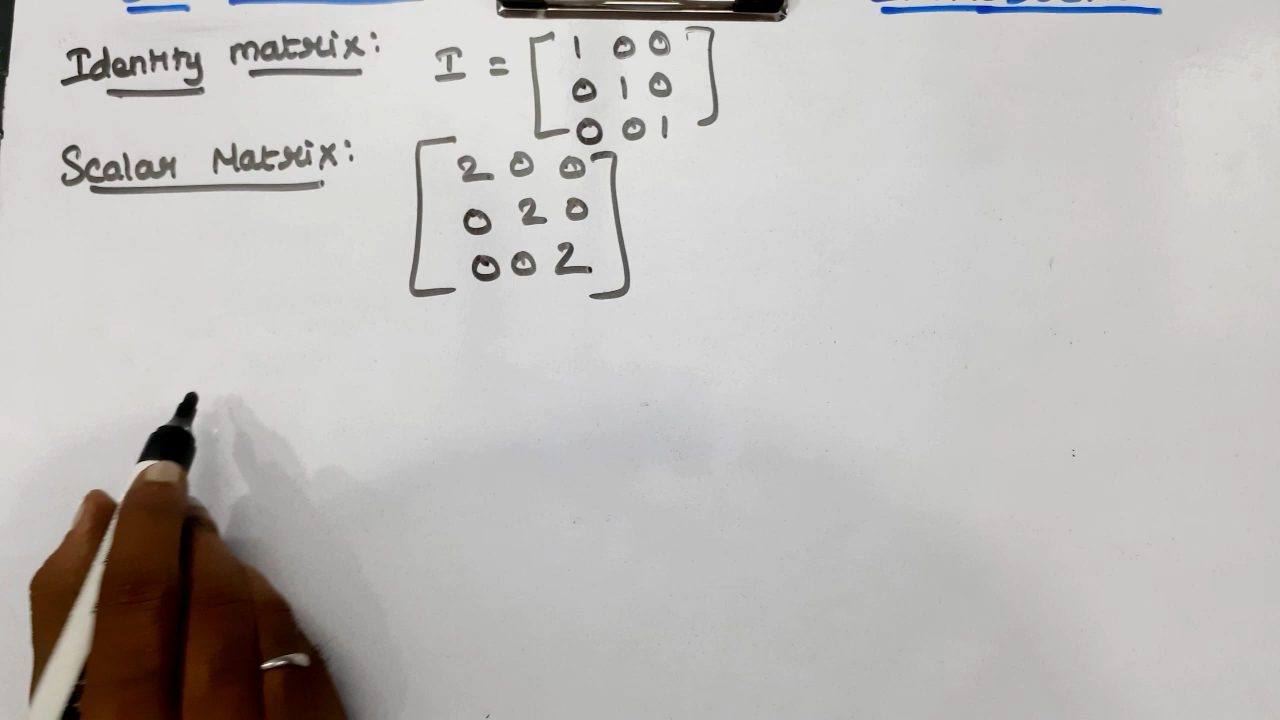 Identity matrix: I = [ 1 0 0
0 1 0
0 0 1 ]
Scalar Matrix: [ 2 0 0
0 2 0
0 0 2 ]